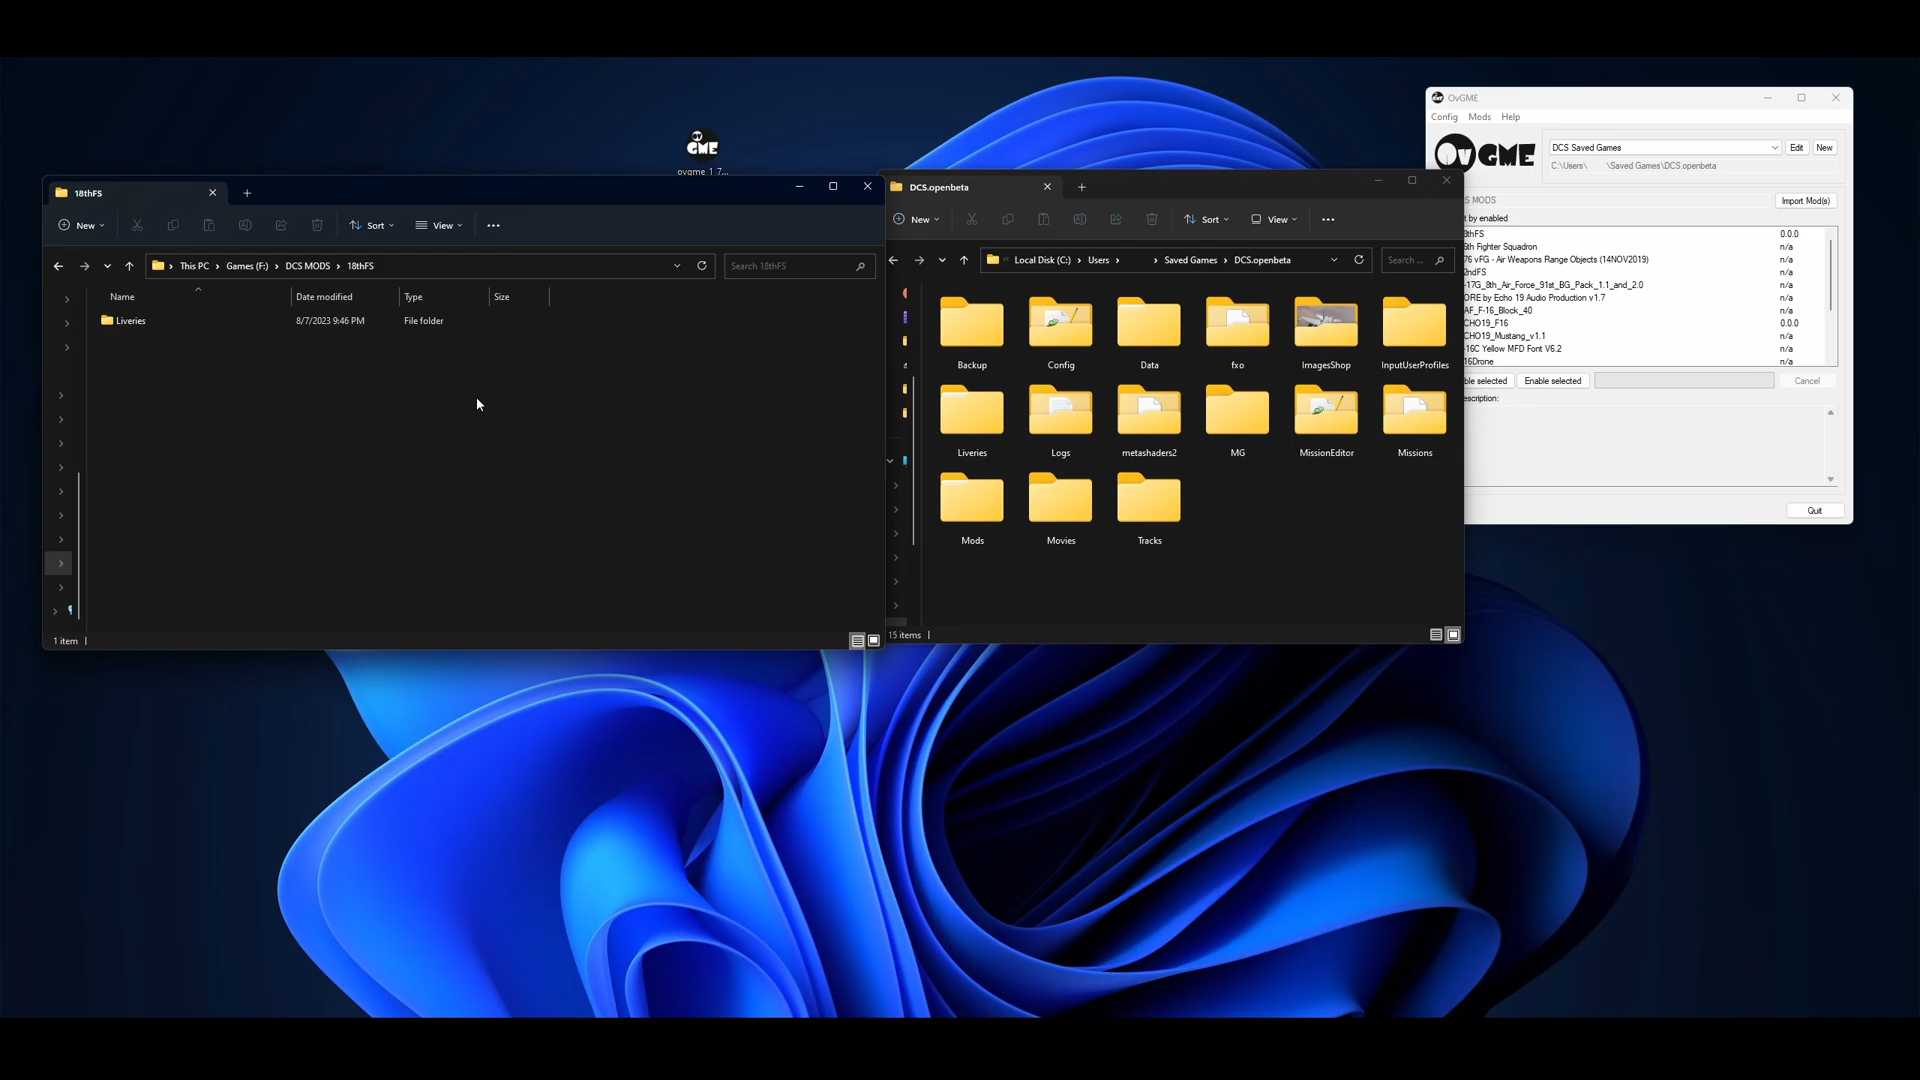 OV
GME
ovgme_1_7...
18thFS
New
Sort
View
This PC > Games (F:) > DCS MODS > 18thFS
Search 18thFS
Name
Date modified
Type
Size
Liveries
8/7/2023 9:46 PM
File folder
1 item
DCS.openbeta
New
Sort
View
Local Disk (C:) > Users > > Saved Games > DCS.openbeta
Search ...
Backup
Config
Data
fxo
ImagesShop
InputUserProfiles
Liveries
Logs
metashaders2
MG
MissionEditor
Missions
Mods
Movies
Tracks
15 items
OvGME
Config Mods Help
OVGME
DCS Saved Games
Edit
New
C:\Users\ \Saved Games\DCS.openbeta
S MODS
Import Mod(s)
t by enabled
8thFS 0.0.0
8th Fighter Squadron n/a
76 vFG - Air Weapons Range Objects (14NOV2019) n/a
2ndFS n/a
-17G_8th_Air_Force_91st_BG_Pack_1.1_and_2.0 n/a
ORE by Echo 19 Audio Production v1.7 n/a
AF_F-16_Block_40 n/a
CHO19_F16 0.0.0
CHO19_Mustang_v1.1 n/a
-16C Yellow MFD Font V6.2 n/a
16Drone n/a
ble selected
Enable selected
Cancel
escription:
Quit